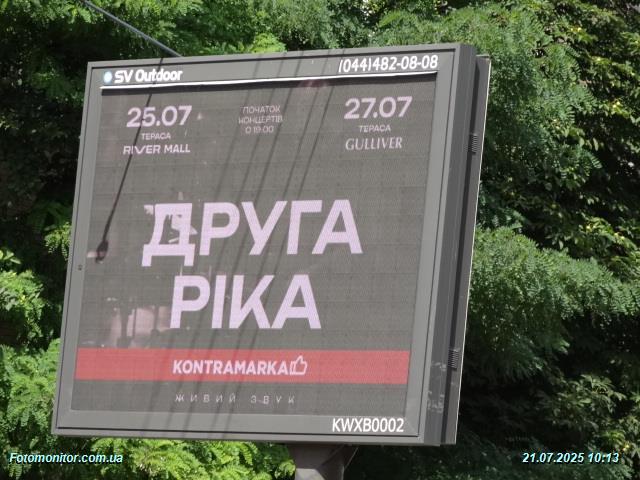 SV Outdoor (044)482-08-08
25.07
ТЕРАСА
RIVER MALL
ПОЧАТОК
КОНЦЕРТІВ
О 19:00
27.07
ТЕРАСА
GULLIVER
ДРУГА
РІКА
KONTRAMARKA
ЖИВИЙ ЗВУК
KWXB0002
Fotomonitor.com.ua 21.07.2025 10:13